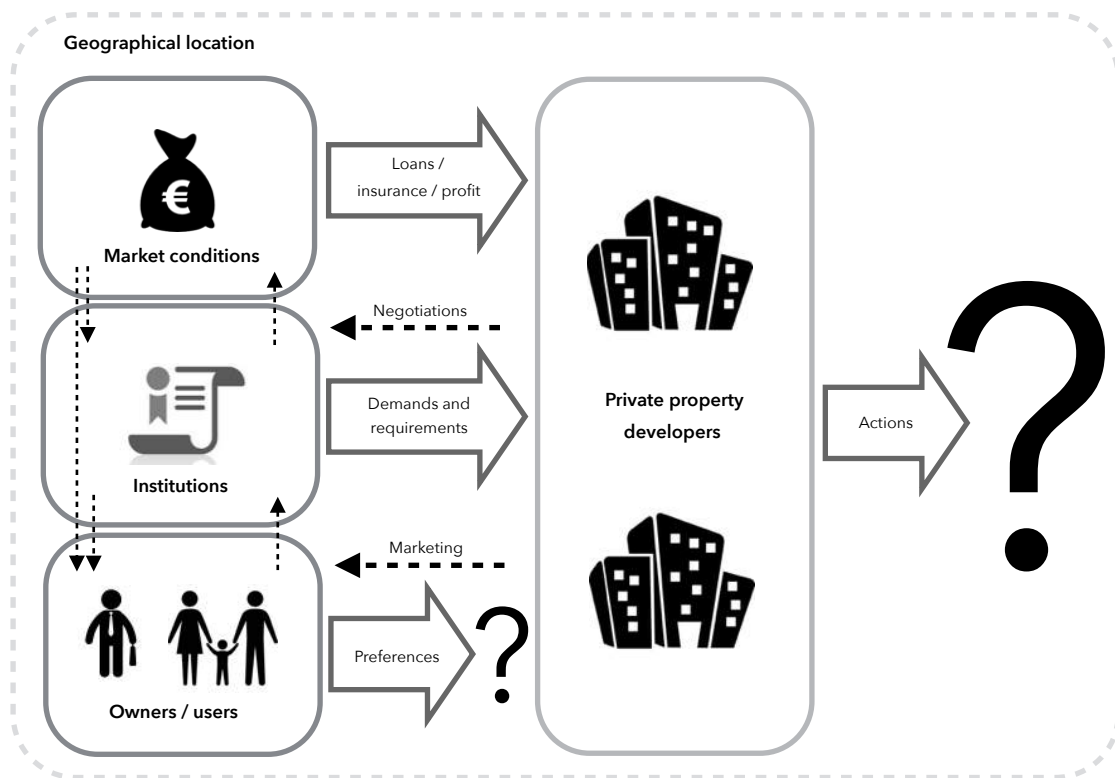 Geographical location
€
Market conditions
Loans /
insurance / profit
Negotiations
Institutions
Demands and
requirements
Private property
developers
Actions
?
Marketing
Owners / users
Preferences
?